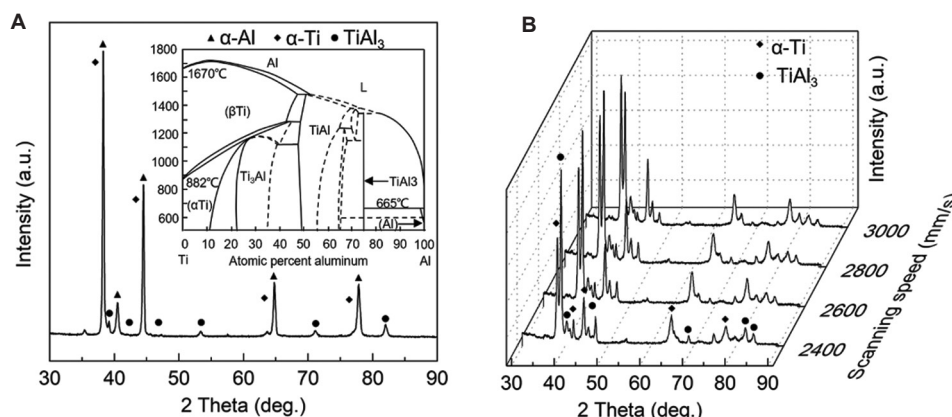 A
▲ α-Al ◆ α-Ti ● TiAl3
Intensity (a.u.)
1800
1600
1400
1200
1000
800
600
1670℃
Al
L
(βTi)
TiAl
882℃
(αTi)
Ti3Al
TiAl3
665℃
(Al)
0 10 20 30 40 50 60 70 80 90 100
Ti Atomic percent aluminum Al
30 40 50 60 70 80 90
2 Theta (deg.)
B
◆ α-Ti
● TiAl3
Intensity (a.u.)
3000
2800
2600
2400
Scanning speed (mm/s)
30 40 50 60 70 80 90
2 Theta (deg.)